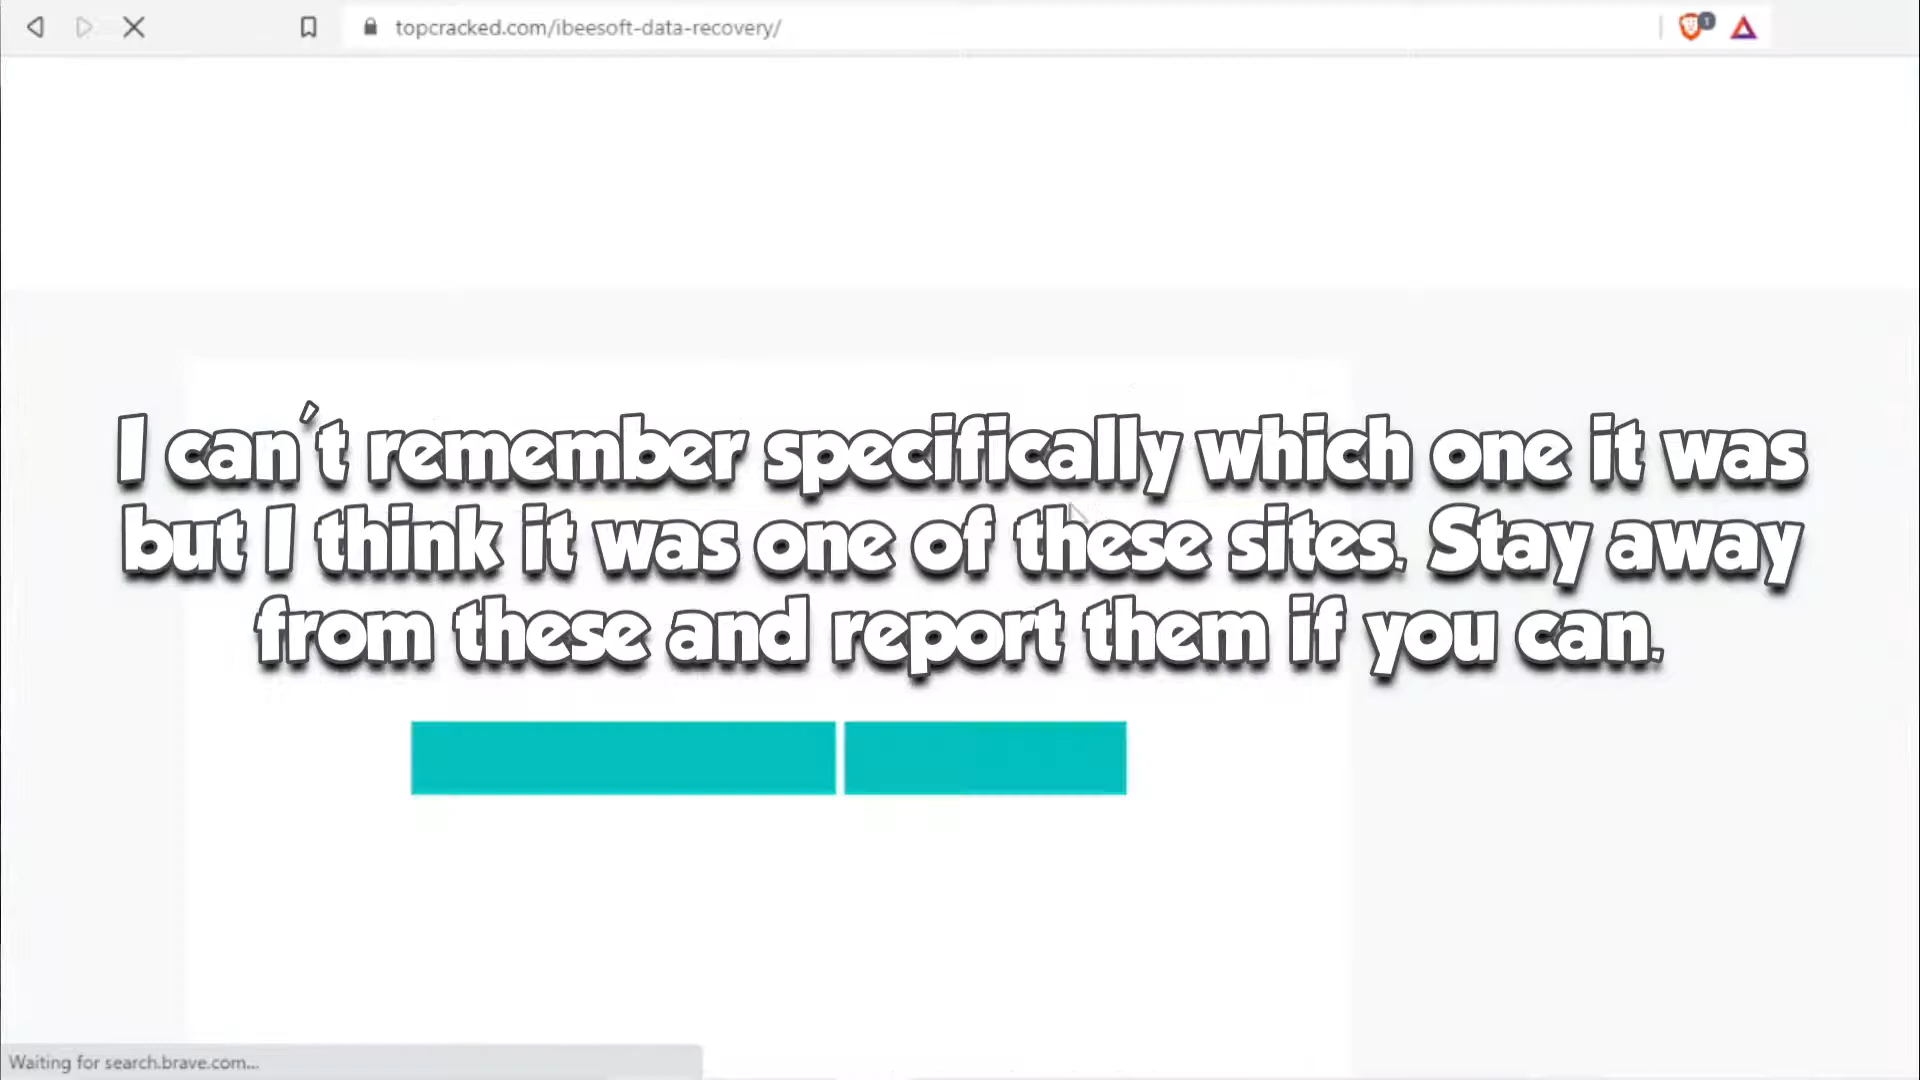 topcracked.com/ibeesoft-data-recovery/
1
I can't remember specifically which one it was
but I think it was one of these sites. Stay away
from these and report them if you can.
Waiting for search.brave.com...